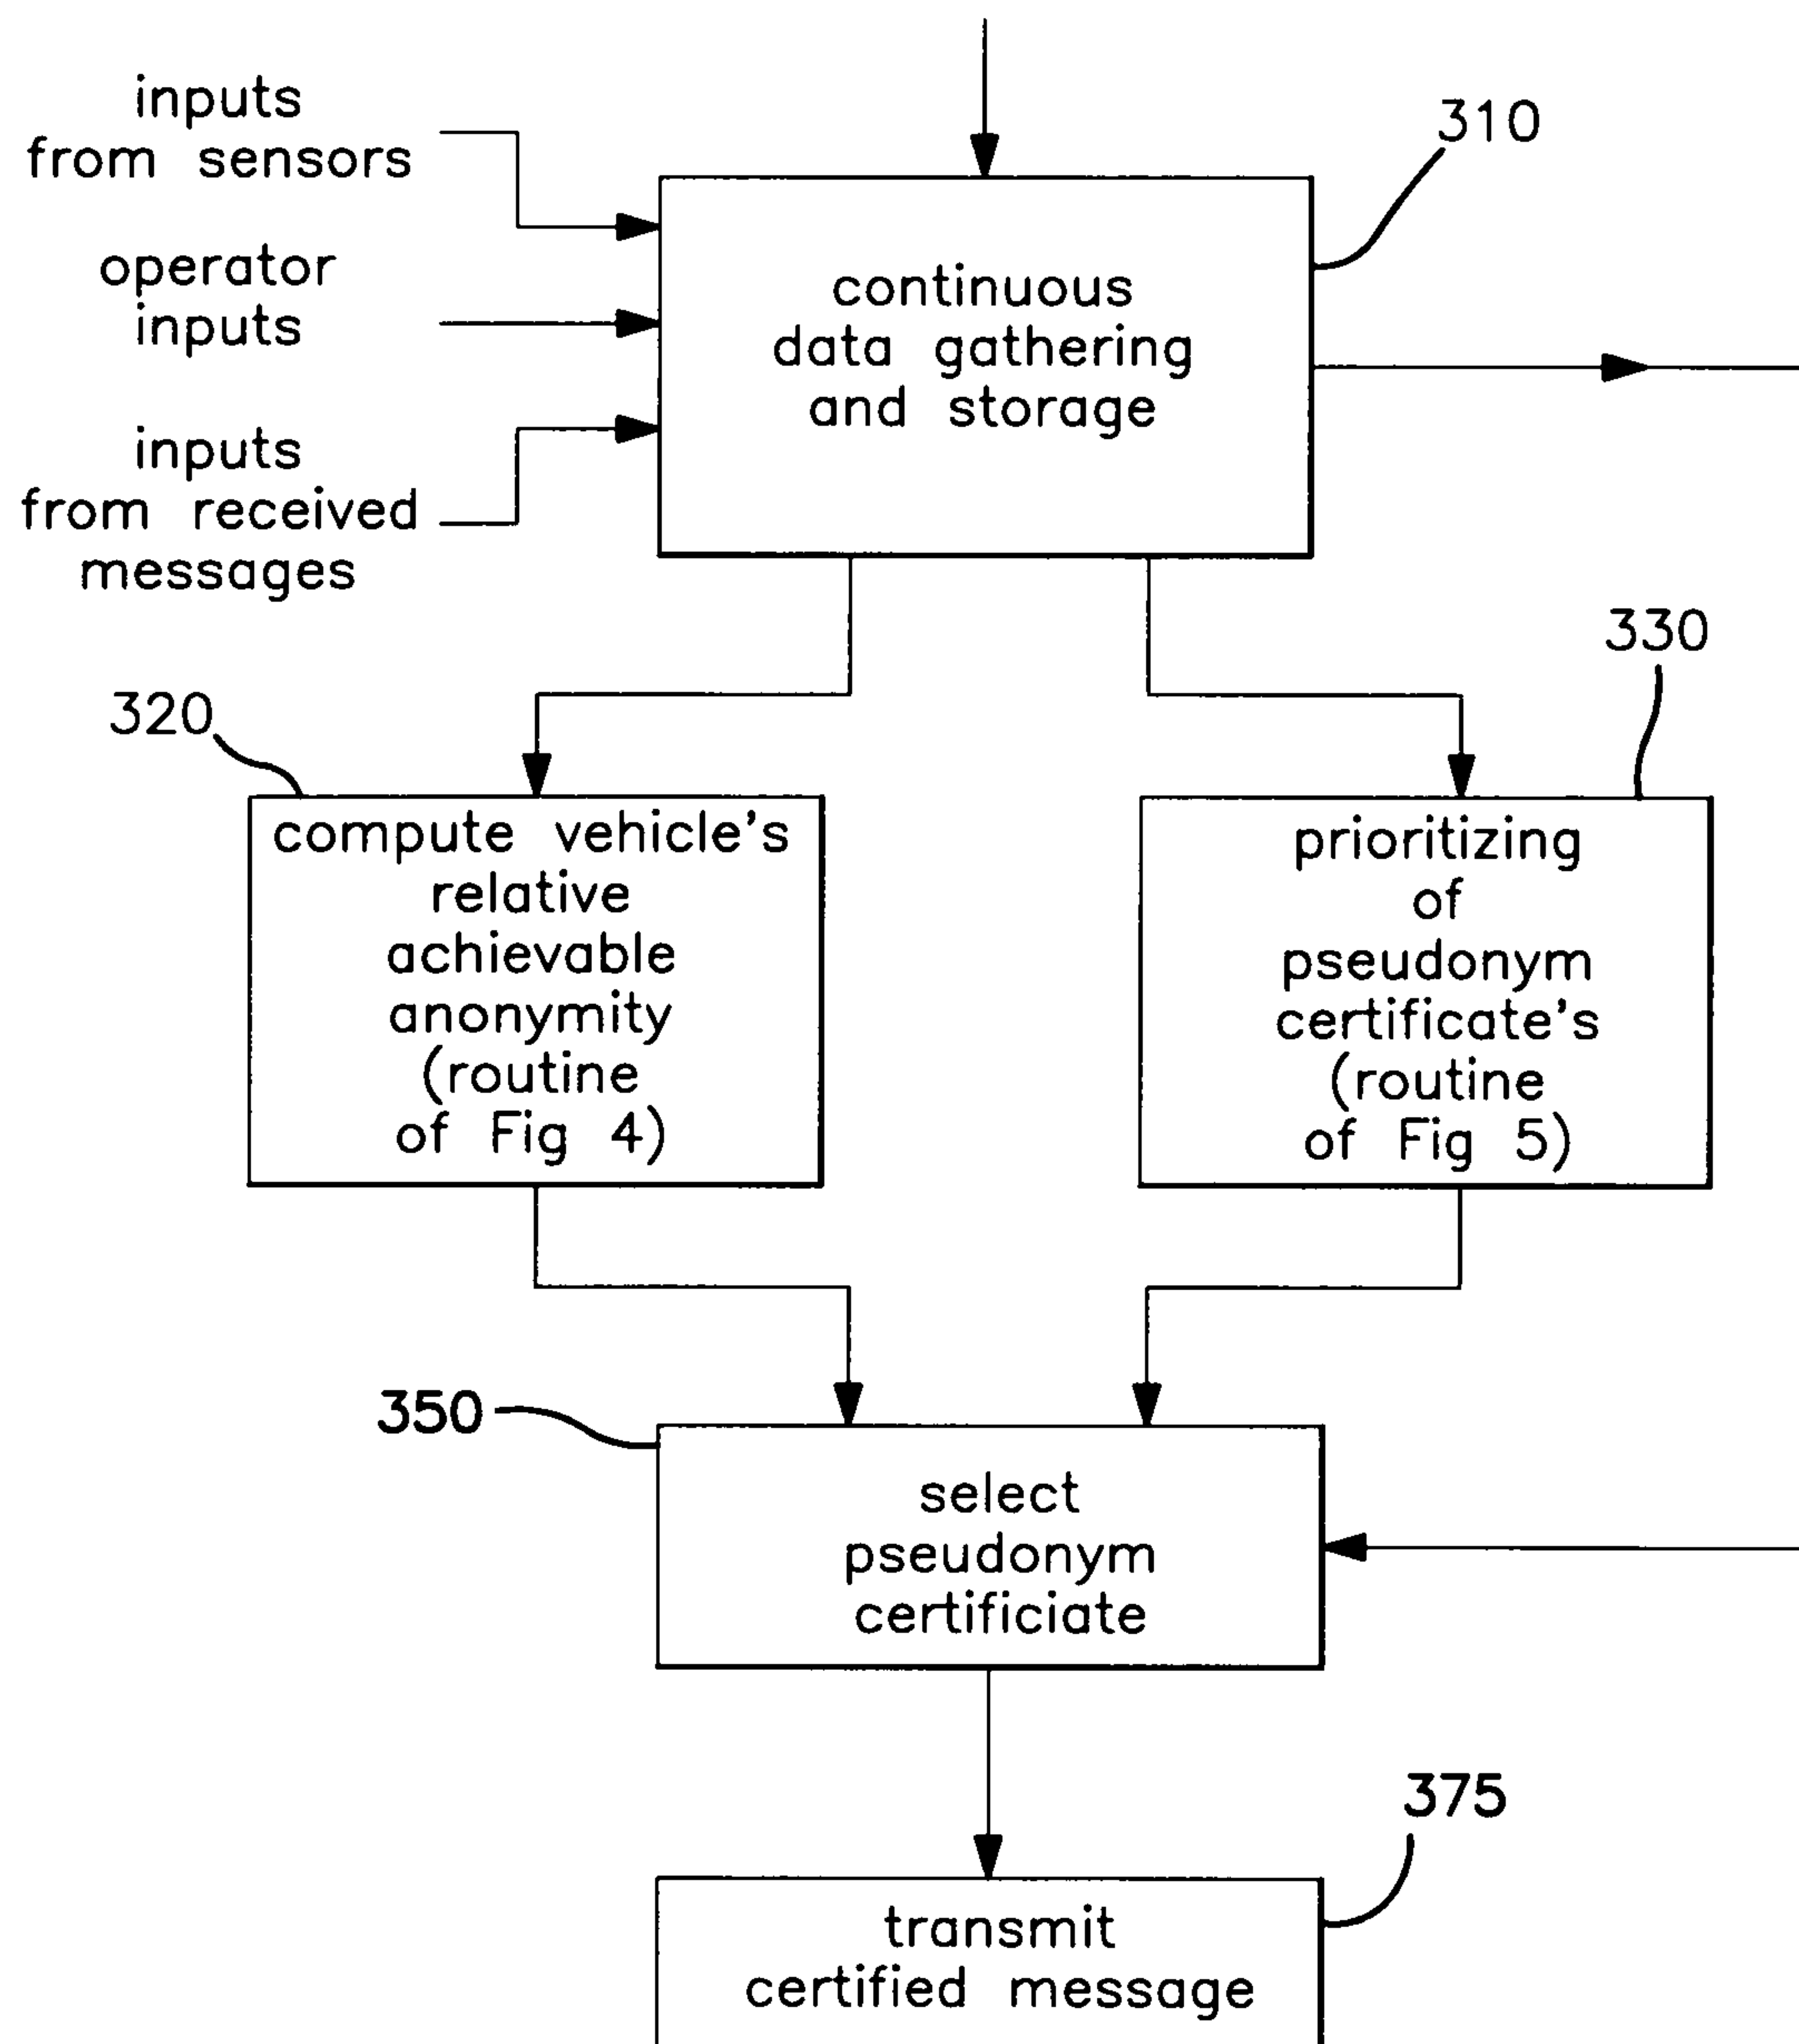 inputs
from sensors
310
operator
inputs
continuous
data gathering
and storage
inputs
from received
messages
330
320
compute vehicle's
relative
achievable
anonymity
(routine
of Fig 4)
prioritizing
of
pseudonym
certificate's
(routine
of Fig 5)
350
select
pseudonym
certificiate
375
transmit
certified message